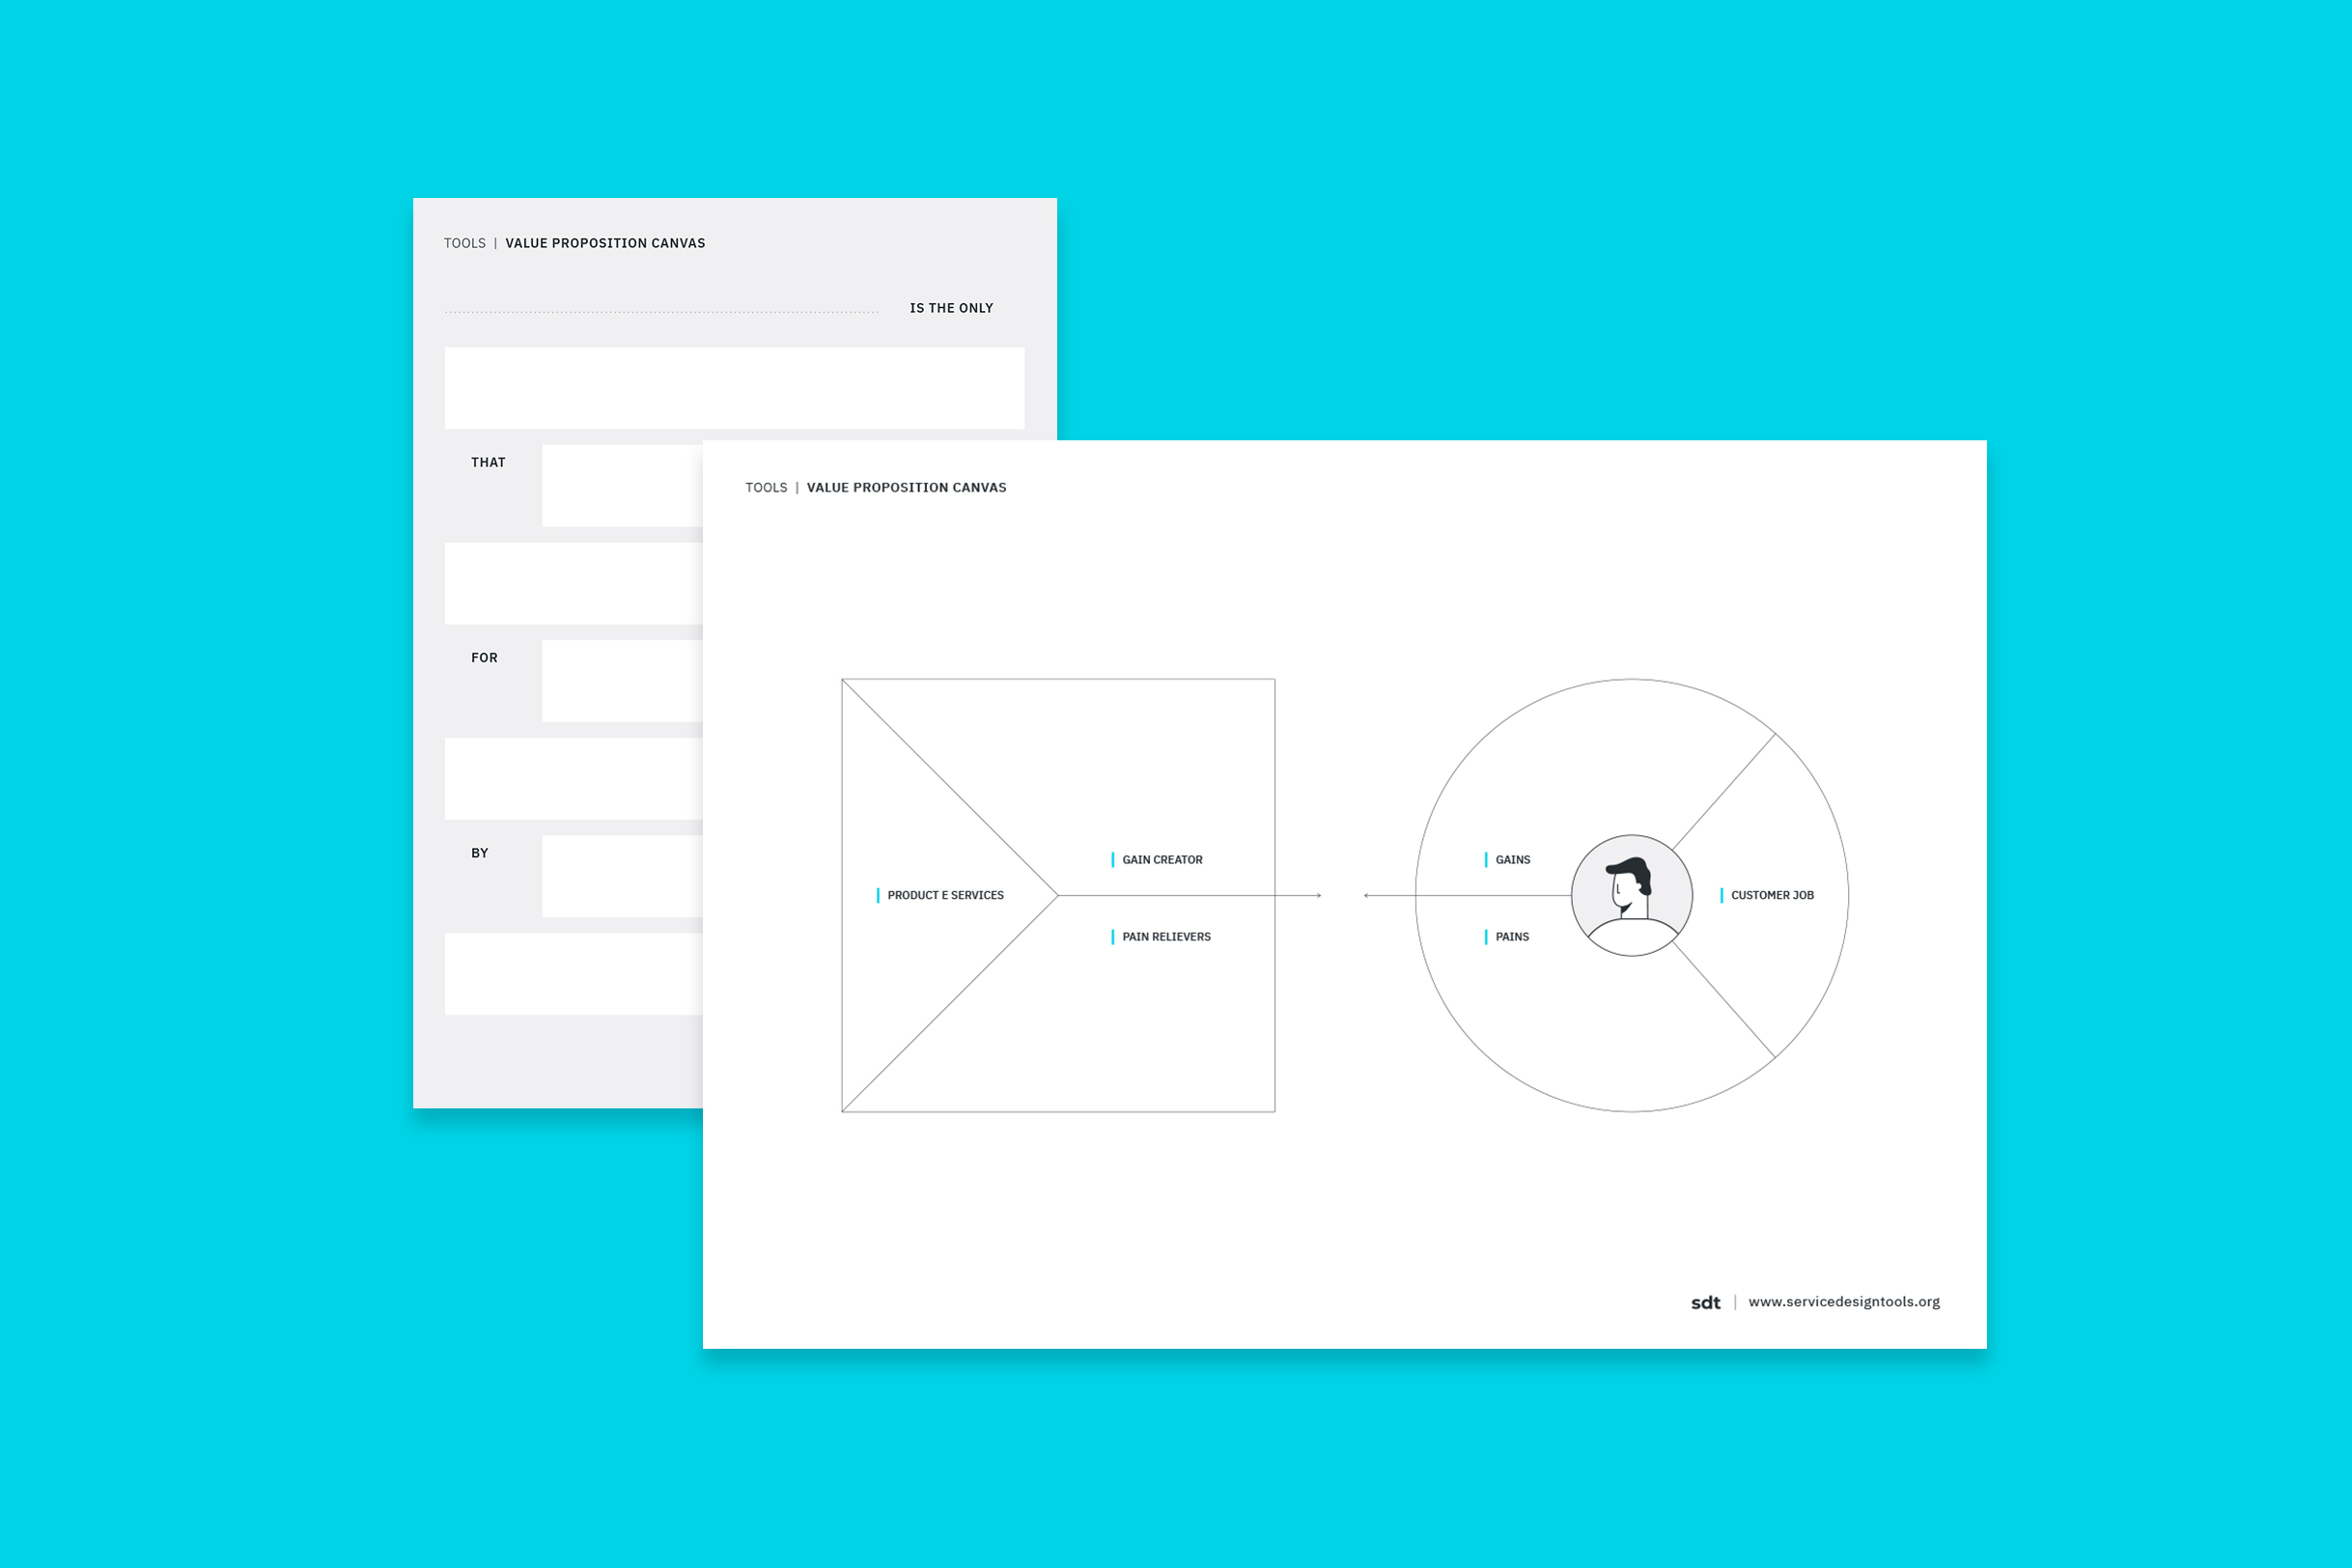 TOOLS | VALUE PROPOSITION CANVAS
IS THE ONLY
THAT
FOR
BY
TOOLS | VALUE PROPOSITION CANVAS
GAIN CREATOR
PRODUCT E SERVICES
PAIN RELIEVERS
GAINS
PAINS
CUSTOMER JOB
sdt | www.servicedesigntools.org